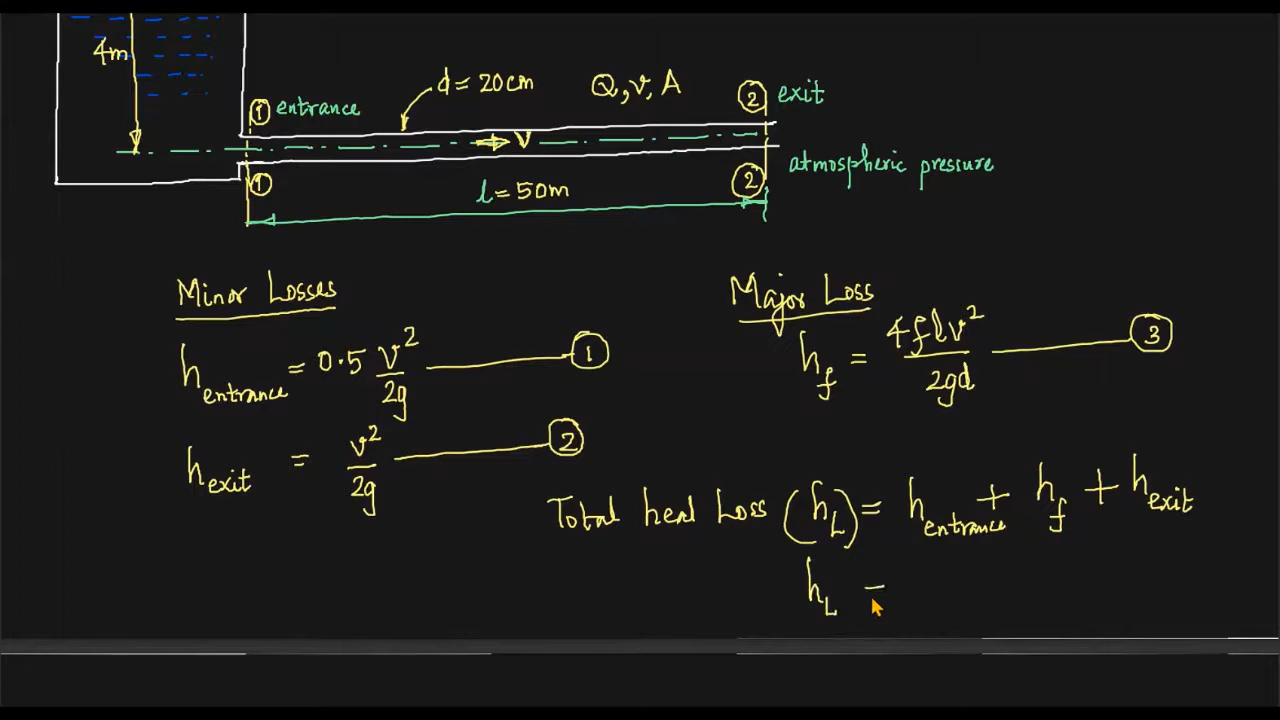 4m
d = 20cm
Q, v, A
① entrance
② exit
→ V
atmospheric pressure
①
②
l = 50m
Minor Losses
h_entrance = 0.5 v²/2g ——— ①
h_exit = v²/2g ——— ②
Major Loss
h_f = 4flv²/2gd ——— ③
Total head Loss (h_L) = h_entrance + h_f + h_exit
h_L =